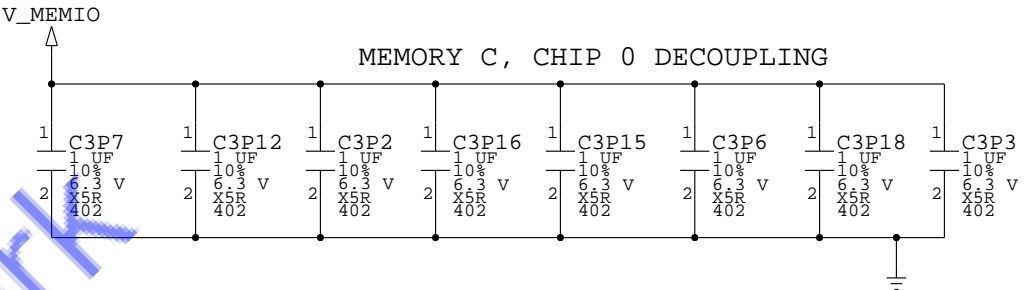 V_MEMIO
MEMORY C, CHIP 0 DECOUPLING
1
C3P7
1 UF
10%
6.3 V
X5R
402
2
1
C3P12
1 UF
10%
6.3 V
X5R
402
2
1
C3P2
1 UF
10%
6.3 V
X5R
402
2
1
C3P16
1 UF
10%
6.3 V
X5R
402
2
1
C3P15
1 UF
10%
6.3 V
X5R
402
2
1
C3P6
1 UF
10%
6.3 V
X5R
402
2
1
C3P18
1 UF
10%
6.3 V
X5R
402
2
1
C3P3
1 UF
10%
6.3 V
X5R
402
2
rk